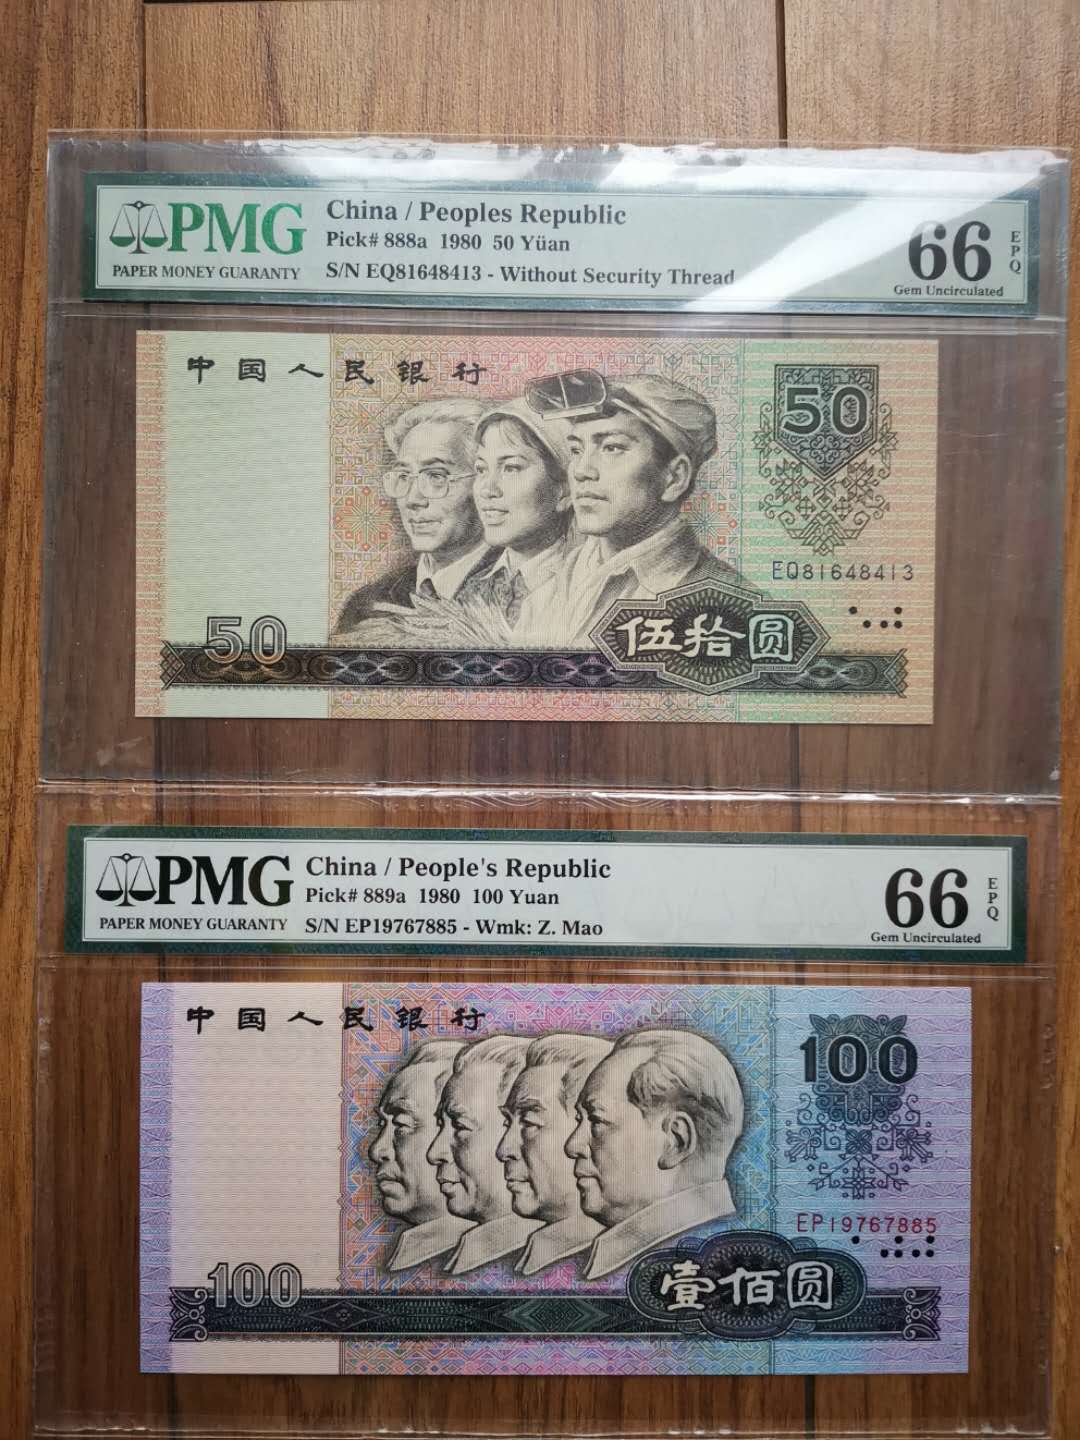 PMG
PAPER MONEY GUARANTY
China / Peoples Republic
Pick# 888a 1980 50 Yüan
S/N EQ81648413 - Without Security Thread
66
EPQ
Gem Uncirculated
中国人民银行
50
EQ81648413
50
伍拾圆
PMG
PAPER MONEY GUARANTY
China / People's Republic
Pick# 889a 1980 100 Yuan
S/N EP19767885 - Wmk: Z. Mao
66
EPQ
Gem Uncirculated
中国人民银行
100
EP19767885
100
壹佰圆